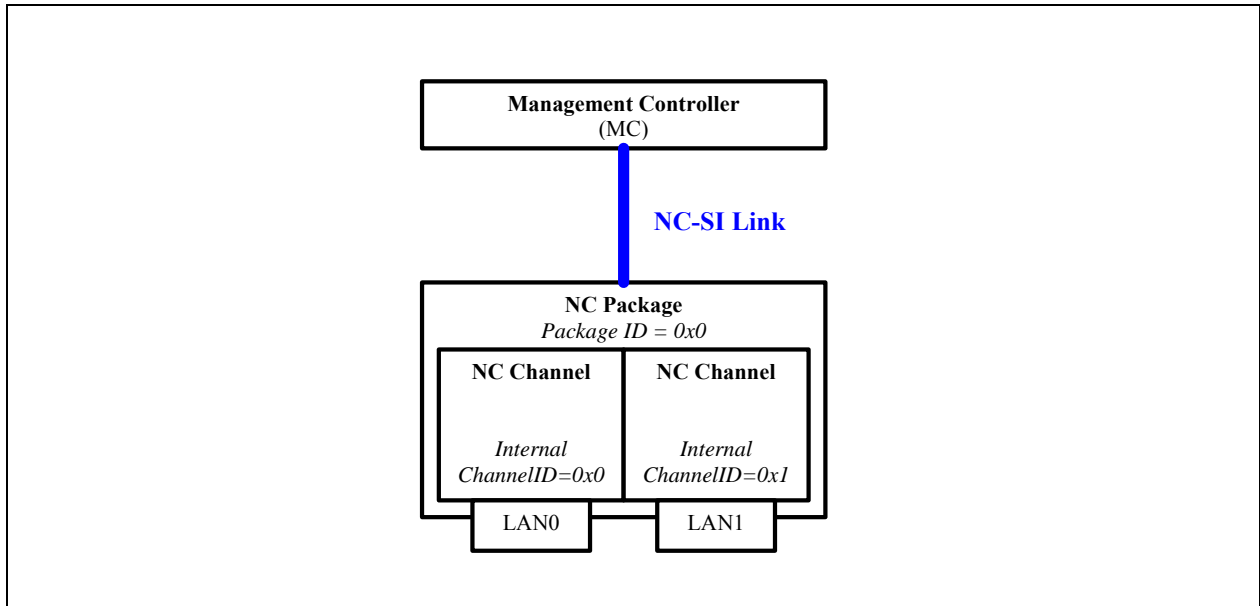 Management Controller
(MC)
NC-SI Link
NC Package
Package ID = 0x0
NC Channel
Internal
ChannelID=0x0
NC Channel
Internal
ChannelID=0x1
LAN0
LAN1